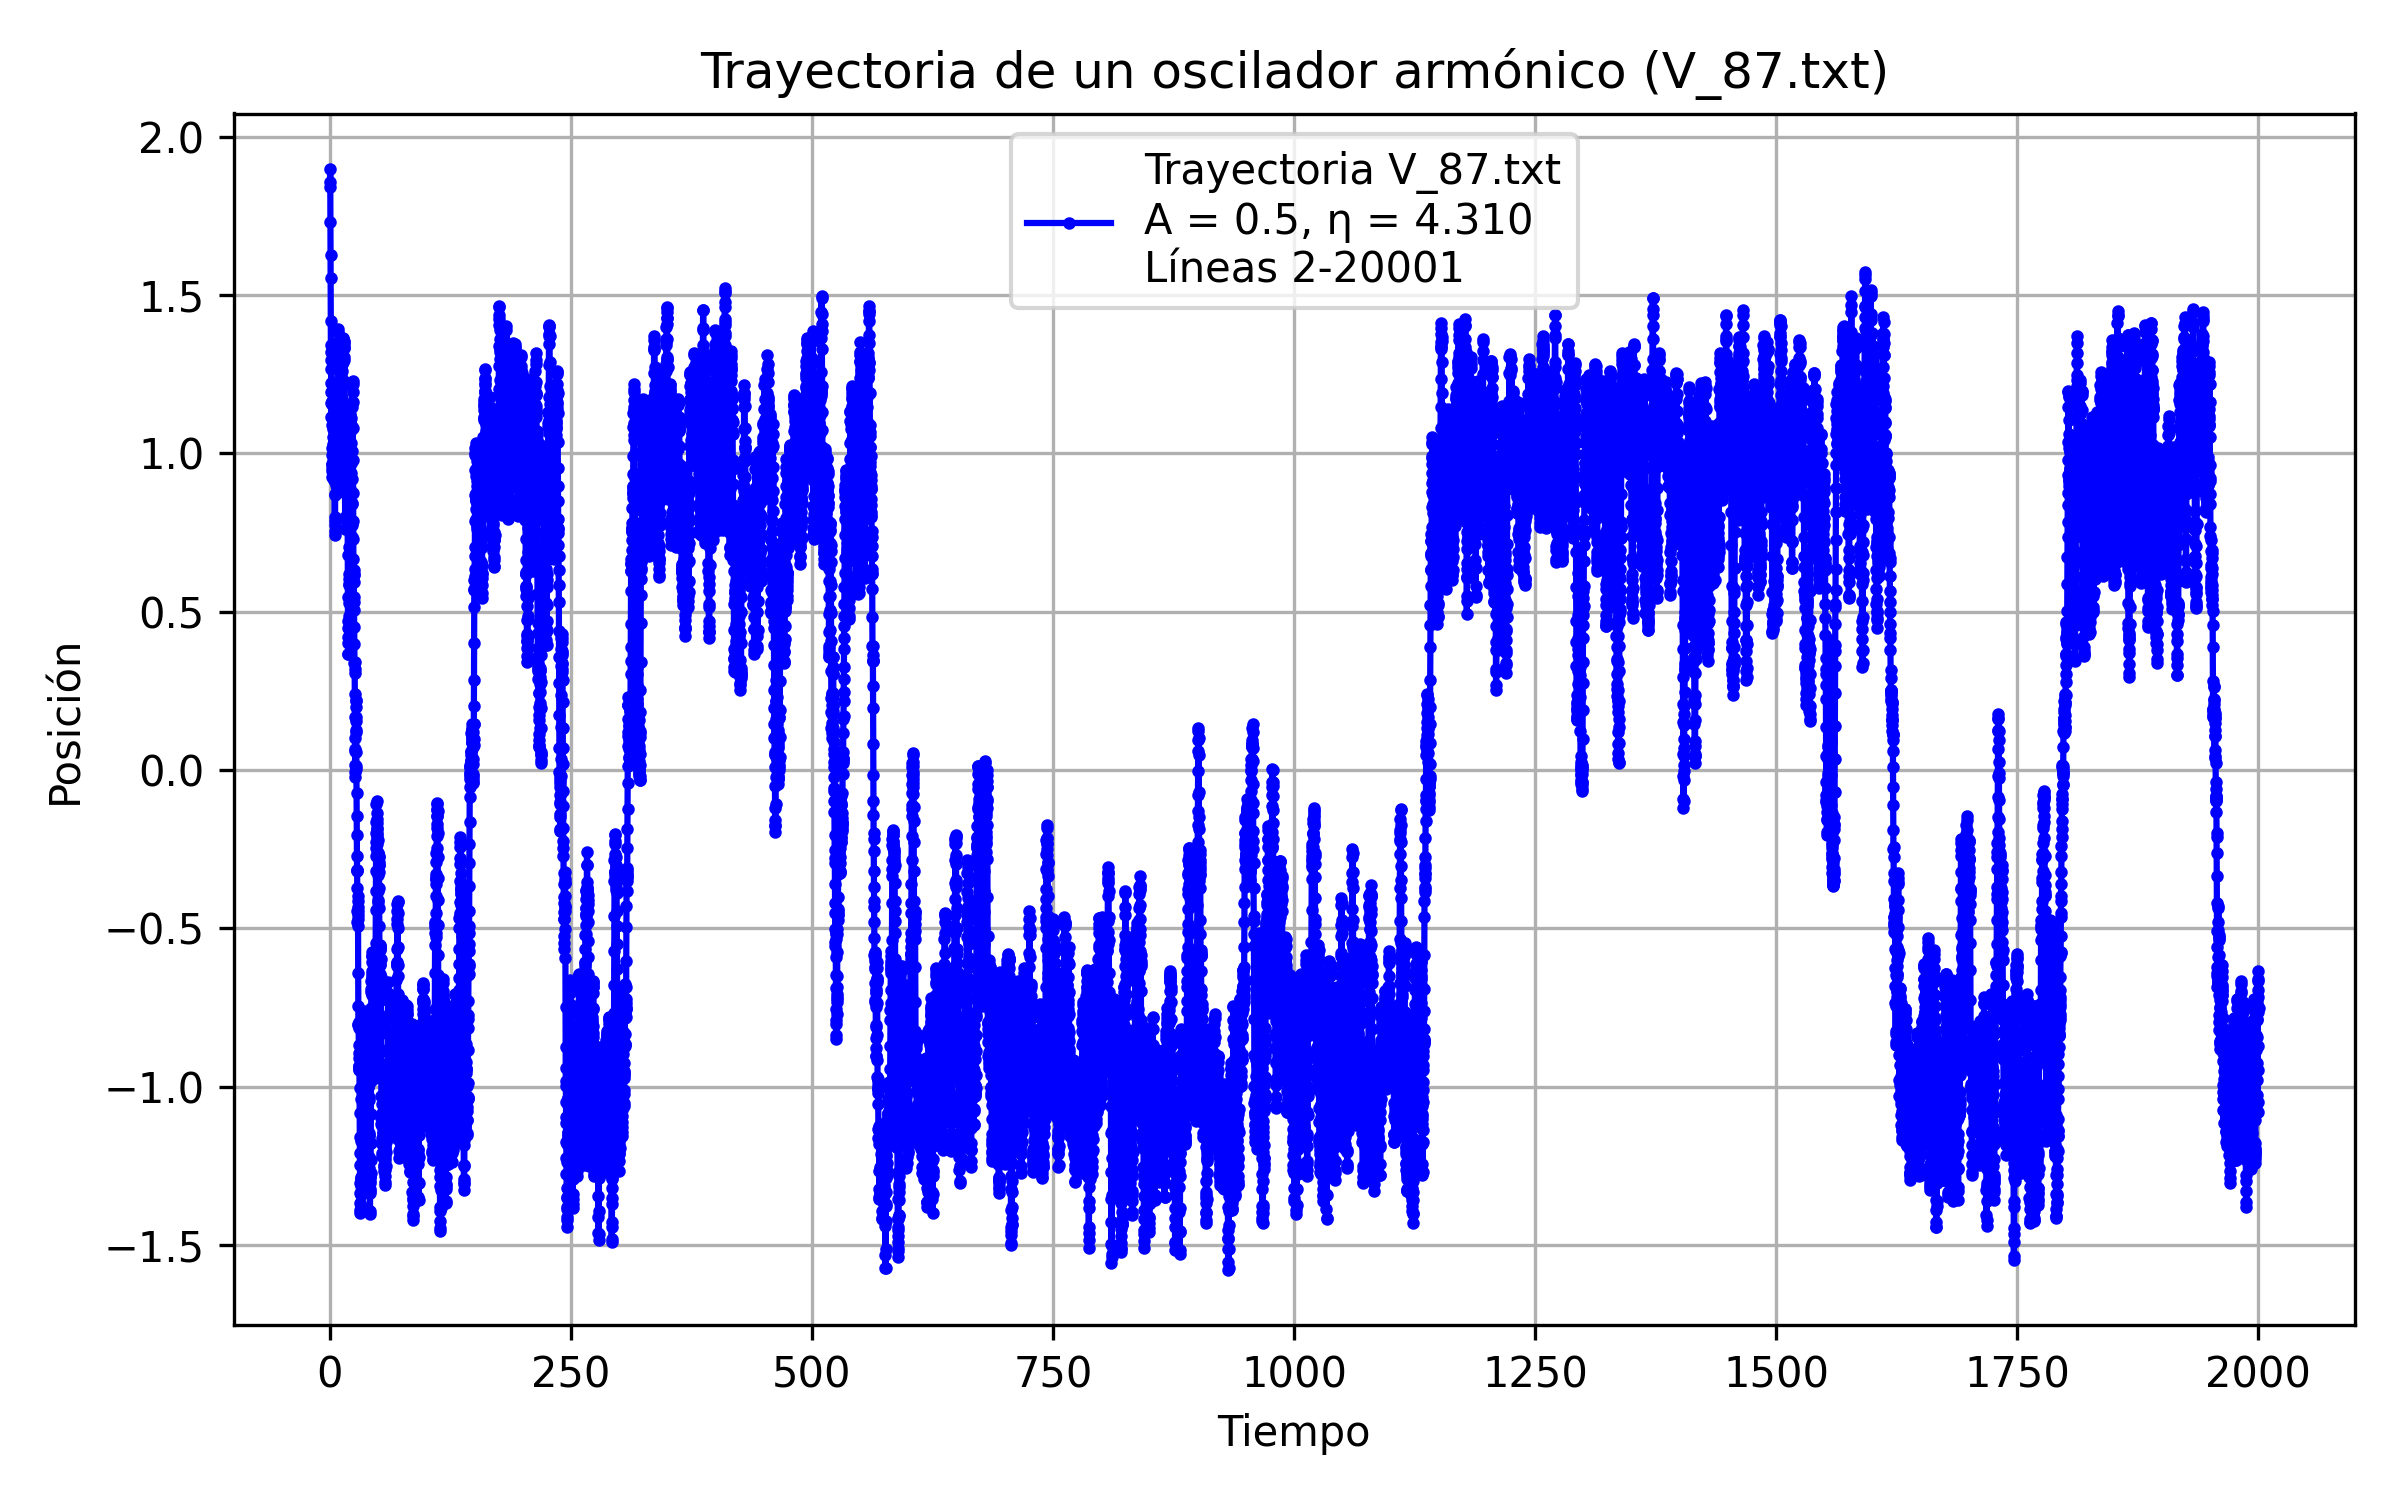 Trayectoria de un oscilador armónico (V_87.txt)
Trayectoria V_87.txt
A = 0.5, η = 4.310
Líneas 2-20001
2.0
1.5
1.0
0.5
0.0
−0.5
−1.0
−1.5
Posición
0 250 500 750 1000 1250 1500 1750 2000
Tiempo